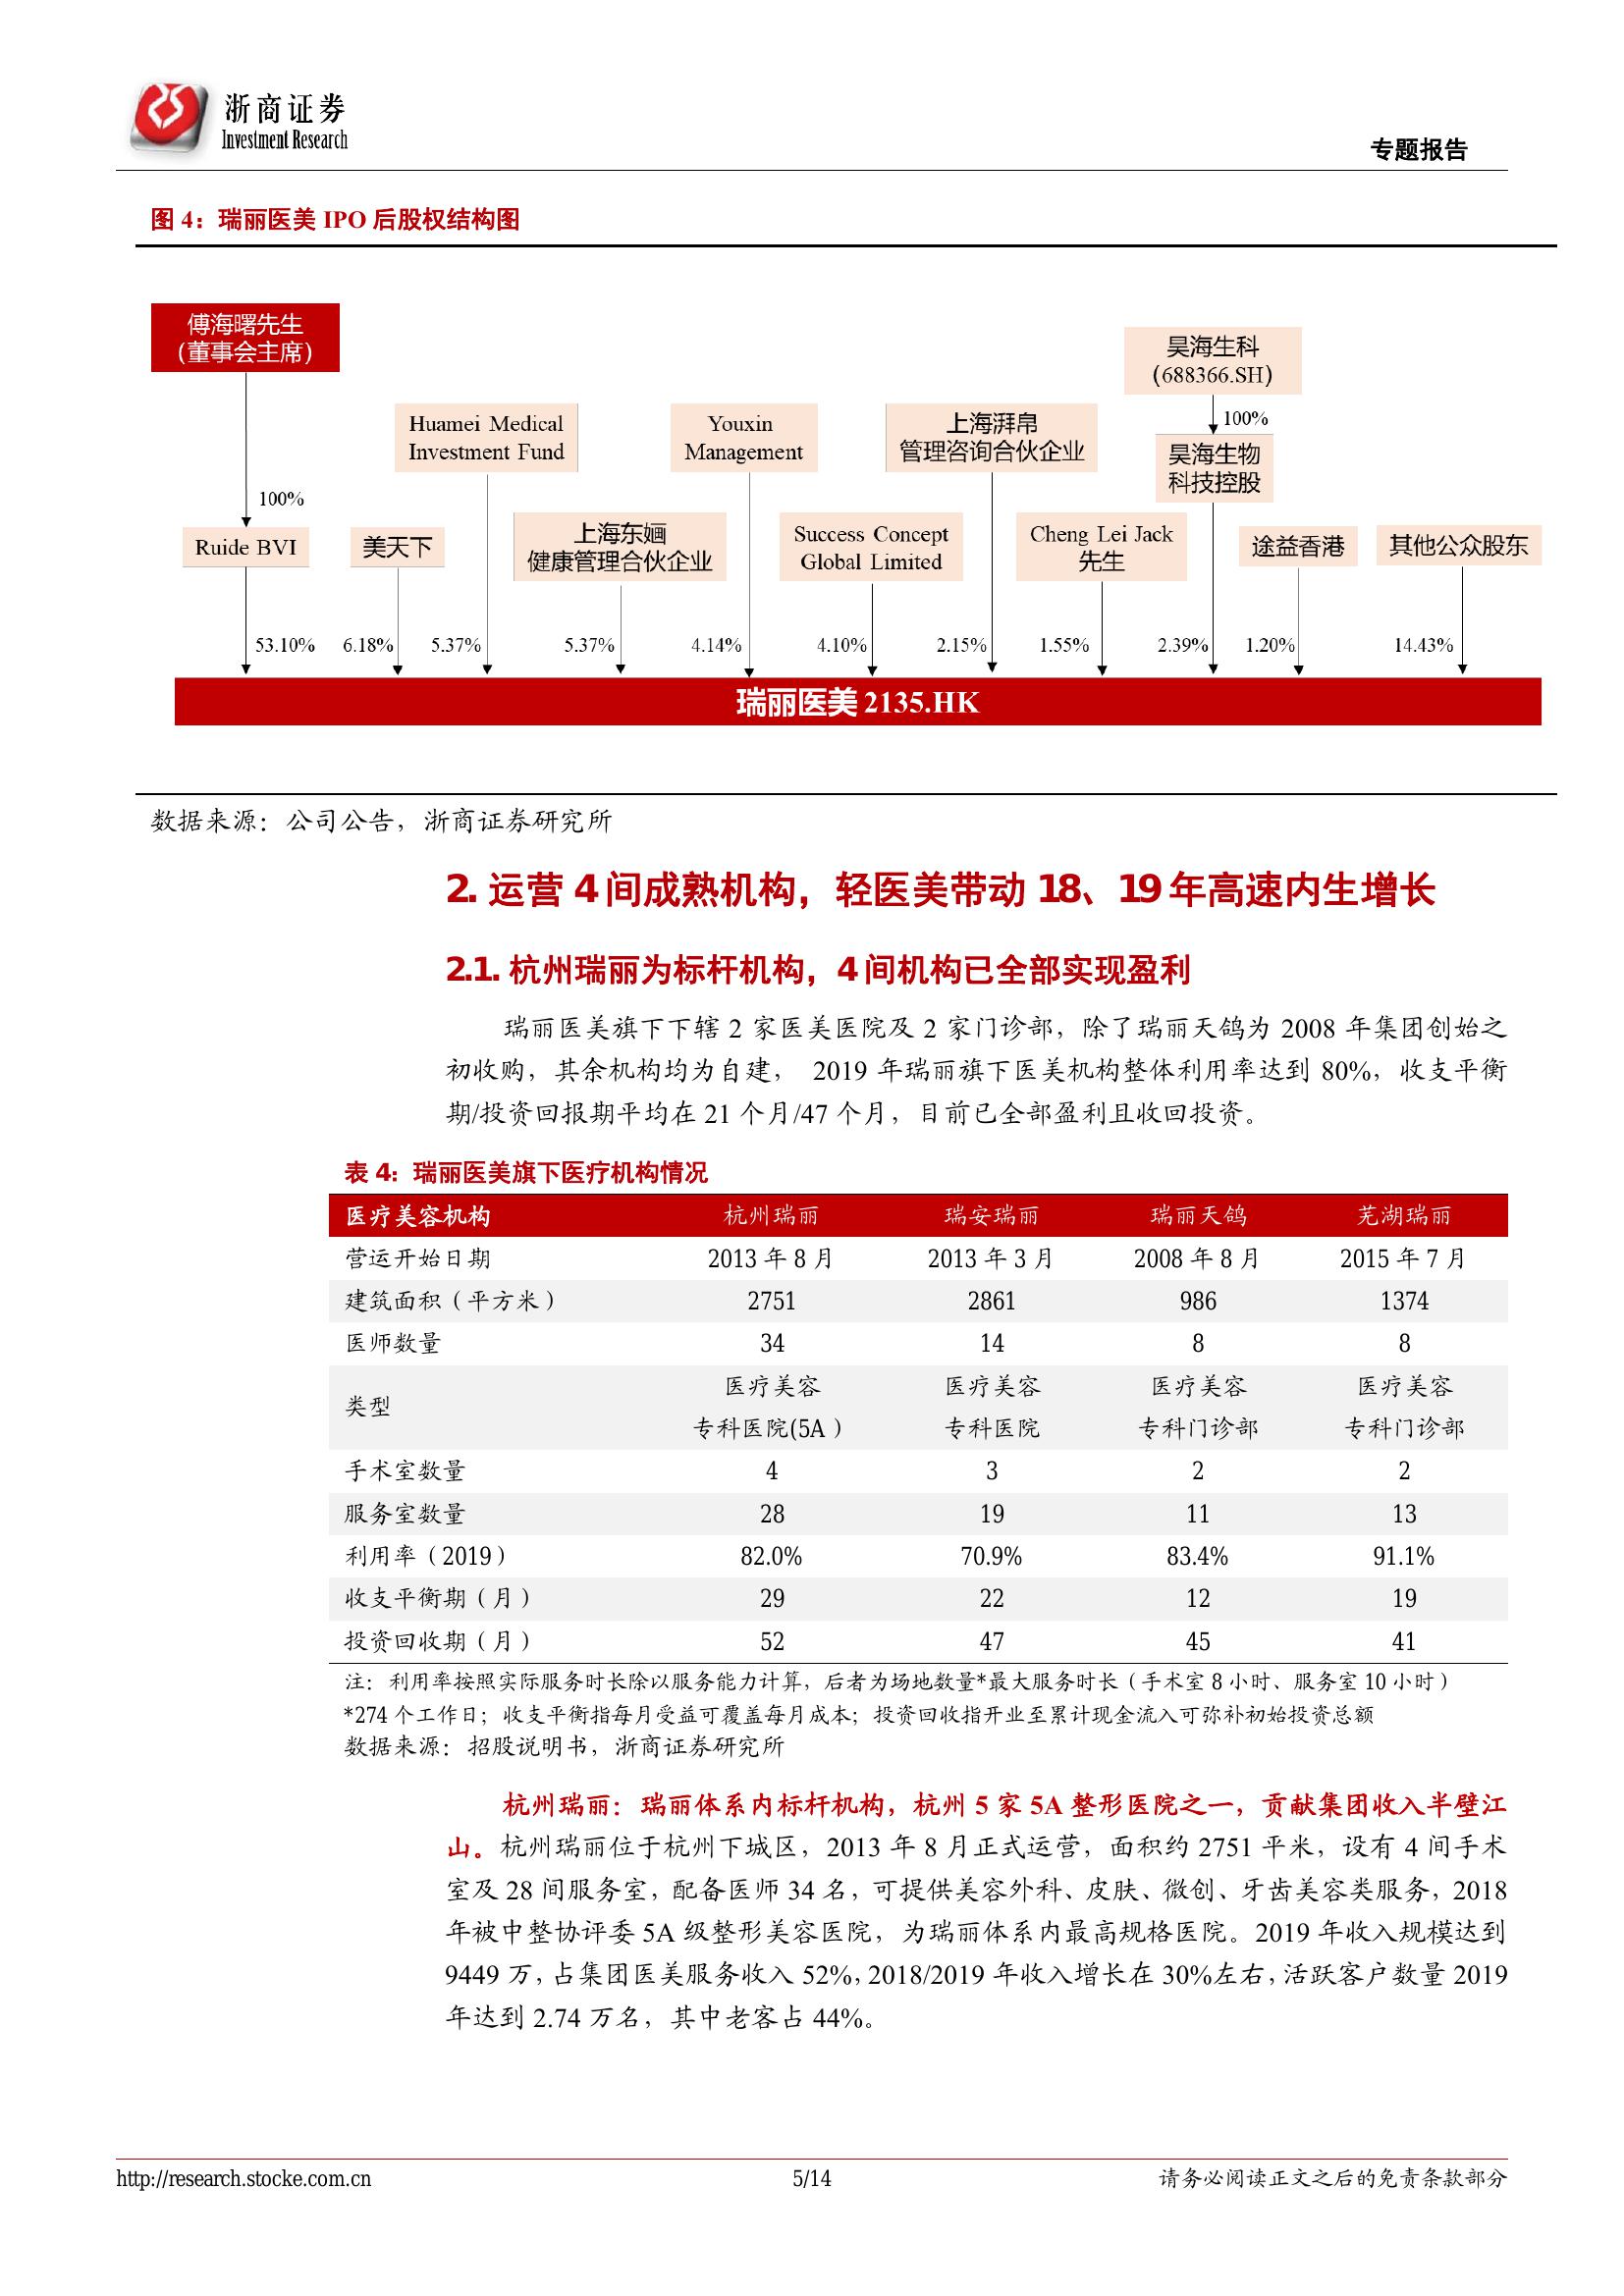 浙商证券
Investment Research
专题报告
图 4：瑞丽医美 IPO 后股权结构图
傅海曙先生
（董事会主席）
昊海生科
（688366.SH）
100%
Huamei Medical
Investment Fund
Youxin
Management
上海湃帛
管理咨询合伙企业
昊海生物
科技控股
100%
Ruide BVI
美天下
上海东婳
健康管理合伙企业
Success Concept
Global Limited
Cheng Lei Jack
先生
途益香港
其他公众股东
53.10%
6.18%
5.37%
5.37%
4.14%
4.10%
2.15%
1.55%
2.39%
1.20%
14.43%
瑞丽医美 2135.HK
数据来源：公司公告，浙商证券研究所
2. 运营 4 间成熟机构，轻医美带动 18、19 年高速内生增长
2.1. 杭州瑞丽为标杆机构，4 间机构已全部实现盈利
瑞丽医美旗下下辖 2 家医美医院及 2 家门诊部，除了瑞丽天鸽为 2008 年集团创始之
初收购，其余机构均为自建， 2019 年瑞丽旗下医美机构整体利用率达到 80%，收支平衡
期/投资回报期平均在 21 个月/47 个月，目前已全部盈利且收回投资。
表 4：瑞丽医美旗下医疗机构情况
医疗美容机构 杭州瑞丽 瑞安瑞丽 瑞丽天鸽 芜湖瑞丽
营运开始日期 2013 年 8 月 2013 年 3 月 2008 年 8 月 2015 年 7 月
建筑面积（平方米） 2751 2861 986 1374
医师数量 34 14 8 8
类型 医疗美容 医疗美容 医疗美容 医疗美容
专科医院(5A） 专科医院 专科门诊部 专科门诊部
手术室数量 4 3 2 2
服务室数量 28 19 11 13
利用率（2019） 82.0% 70.9% 83.4% 91.1%
收支平衡期（月） 29 22 12 19
投资回收期（月） 52 47 45 41
注：利用率按照实际服务时长除以服务能力计算，后者为场地数量*最大服务时长（手术室 8 小时、服务室 10 小时）
*274 个工作日；收支平衡指每月受益可覆盖每月成本；投资回收指开业至累计现金流入可弥补初始投资总额
数据来源：招股说明书，浙商证券研究所
杭州瑞丽：瑞丽体系内标杆机构，杭州 5 家 5A 整形医院之一，贡献集团收入半壁江
山。杭州瑞丽位于杭州下城区，2013 年 8 月正式运营，面积约 2751 平米，设有 4 间手术
室及 28 间服务室，配备医师 34 名，可提供美容外科、皮肤、微创、牙齿美容类服务，2018
年被中整协评委 5A 级整形美容医院，为瑞丽体系内最高规格医院。2019 年收入规模达到
9449 万，占集团医美服务收入 52%，2018/2019 年收入增长在 30%左右，活跃客户数量 2019
年达到 2.74 万名，其中老客占 44%。
http://research.stocke.com.cn
5/14
请务必阅读正文之后的免责条款部分